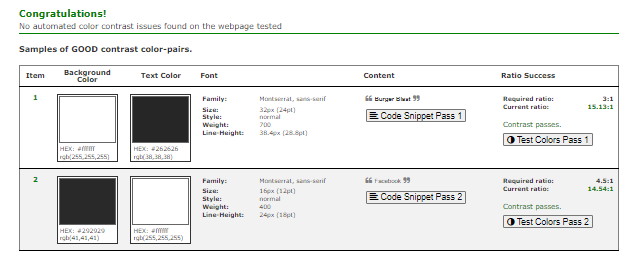 Congratulations!
No automated color contrast issues found on the webpage tested
Samples of GOOD contrast color-pairs.
Item Background Color Text Color Font Content Ratio Success
1
HEX: #ffffff
rgb(255,255,255)
HEX: #262626
rgb(38,38,38)
Family: Montserrat, sans-serif
Size: 32px (24pt)
Style: normal
Weight: 700
Line-Height: 38.4px (28.8pt)
❝ Burger Blast ❞
Code Snippet Pass 1
Required ratio: 3:1
Current ratio: 15.13:1
Contrast passes.
Test Colors Pass 1
2
HEX: #292929
rgb(41,41,41)
HEX: #ffffff
rgb(255,255,255)
Family: Montserrat, sans-serif
Size: 16px (12pt)
Style: normal
Weight: 400
Line-Height: 24px (18pt)
❝ Facebook ❞
Code Snippet Pass 2
Required ratio: 4.5:1
Current ratio: 14.54:1
Contrast passes.
Test Colors Pass 2